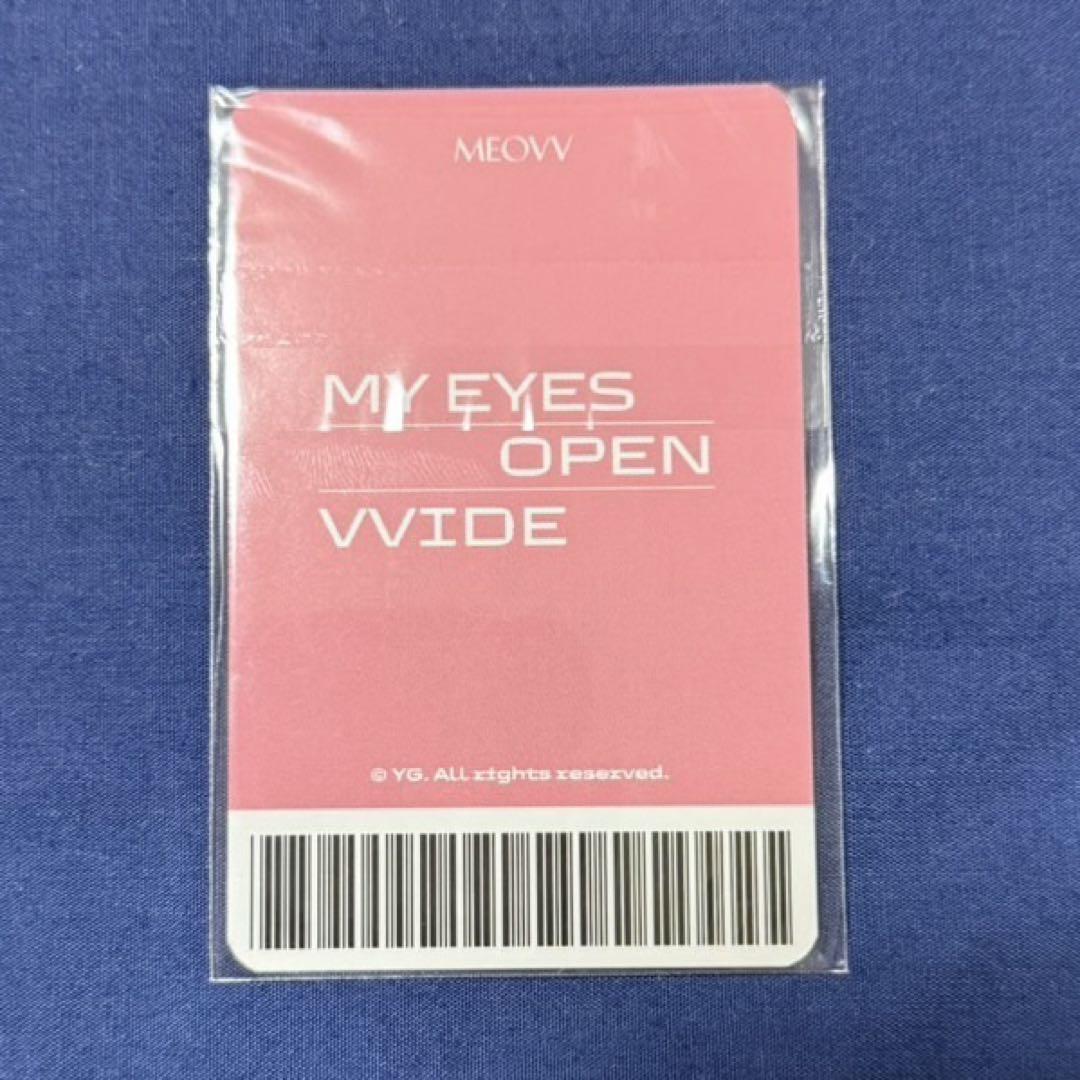 MEOVV
MY EYES
OPEN
VVIDE
© YG. All rights reserved.